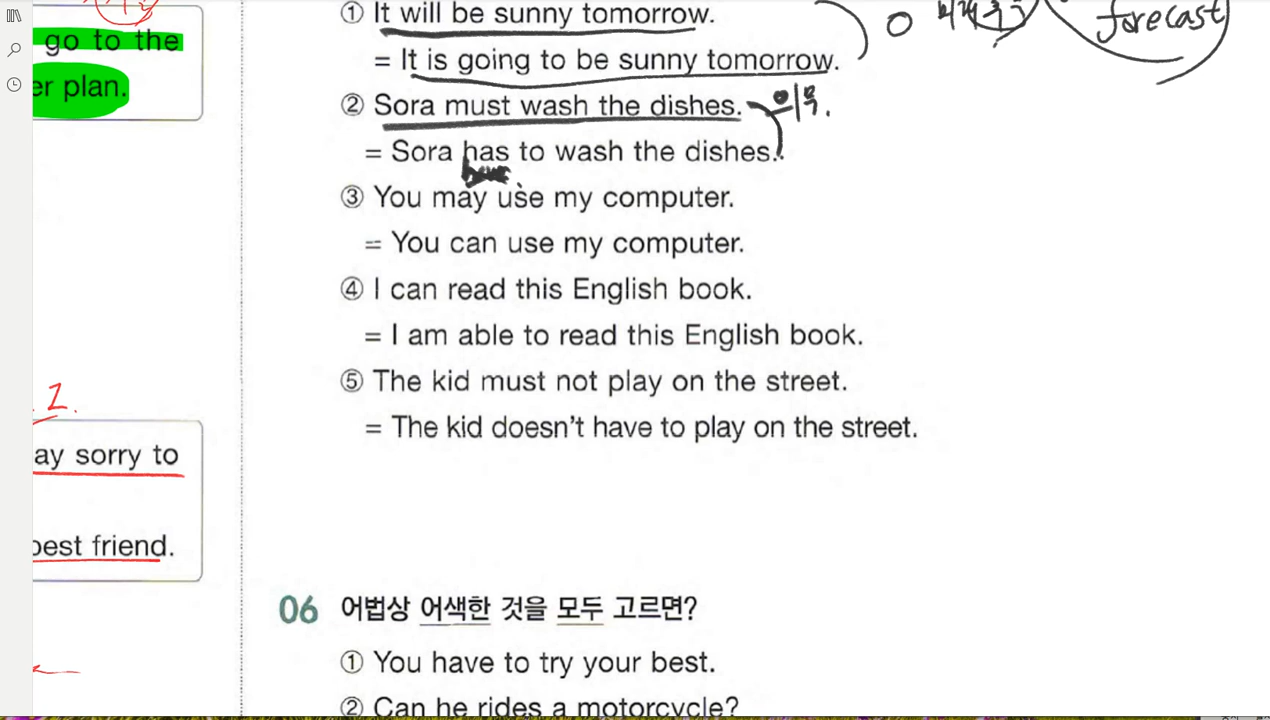 go to the
er plan.
① It will be sunny tomorrow.
= It is going to be sunny tomorrow.
forecast
② Sora must wash the dishes.
의무.
= Sora has to wash the dishes.
have
③ You may use my computer.
= You can use my computer.
④ I can read this English book.
= I am able to read this English book.
⑤ The kid must not play on the street.
= The kid doesn't have to play on the street.
ay sorry to
best friend.
06 어법상 어색한 것을 모두 고르면?
① You have to try your best.
② Can he rides a motorcycle?